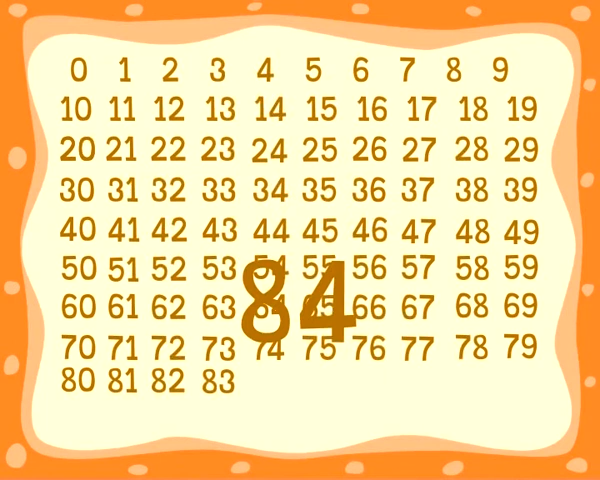 0 1 2 3 4 5 6 7 8 9
10 11 12 13 14 15 16 17 18 19
20 21 22 23 24 25 26 27 28 29
30 31 32 33 34 35 36 37 38 39
40 41 42 43 44 45 46 47 48 49
50 51 52 53 54 55 56 57 58 59
60 61 62 63 64 65 66 67 68 69
84
70 71 72 73 74 75 76 77 78 79
80 81 82 83